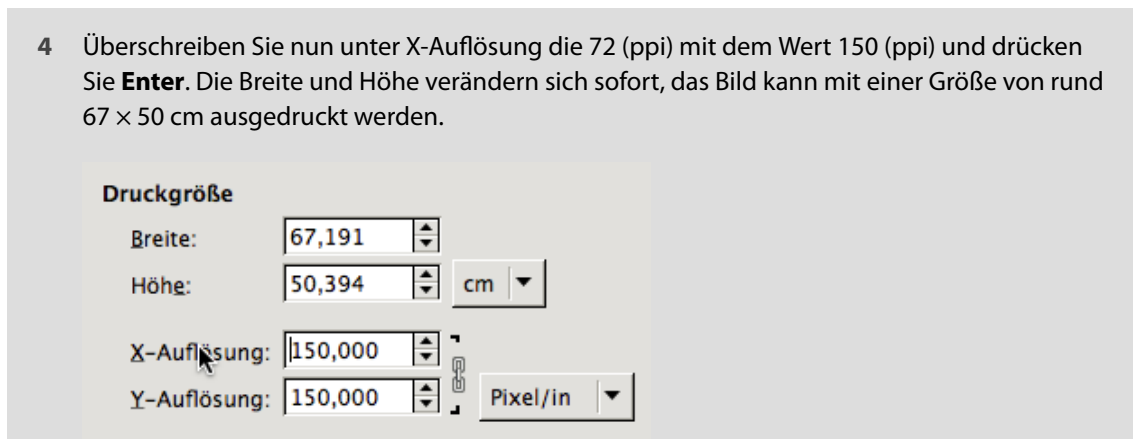 4 Überschreiben Sie nun unter X-Auflösung die 72 (ppi) mit dem Wert 150 (ppi) und drücken
Sie Enter. Die Breite und Höhe verändern sich sofort, das Bild kann mit einer Größe von rund
67 × 50 cm ausgedruckt werden.
Druckgröße
Breite: 67,191
Höhe: 50,394 cm
X-Auflösung: 150,000
Y-Auflösung: 150,000 Pixel/in